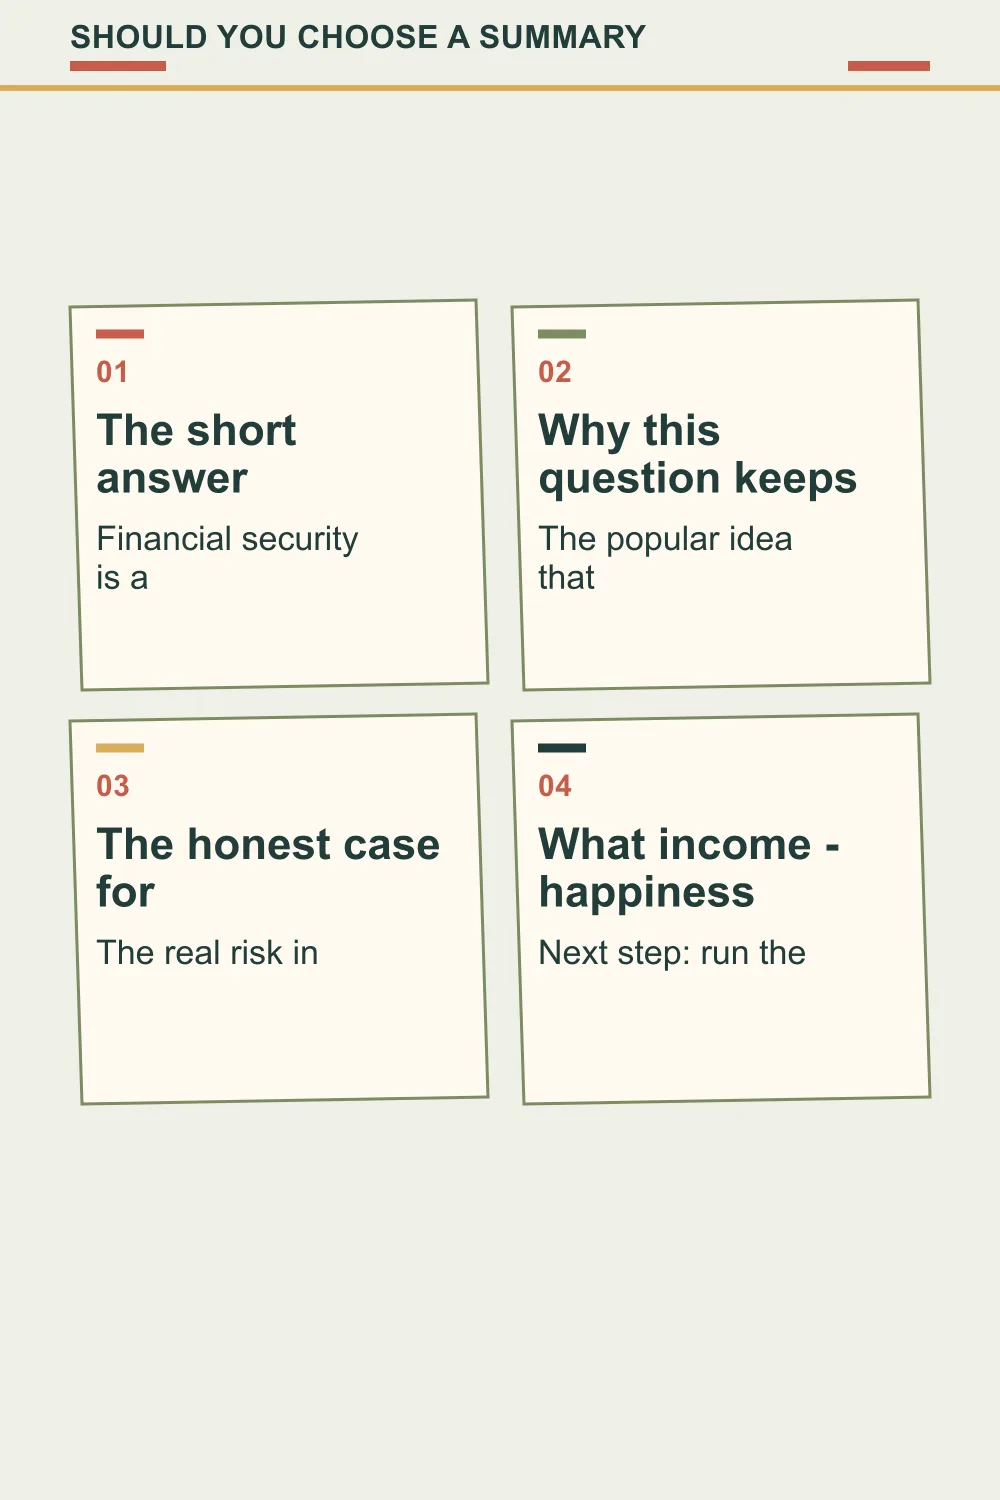 SHOULD YOU CHOOSE A SUMMARY
01
The short
answer
Financial security
is a
02
Why this
question keeps
The popular idea
that
03
The honest case
for
The real risk in
04
What income -
happiness
Next step: run the